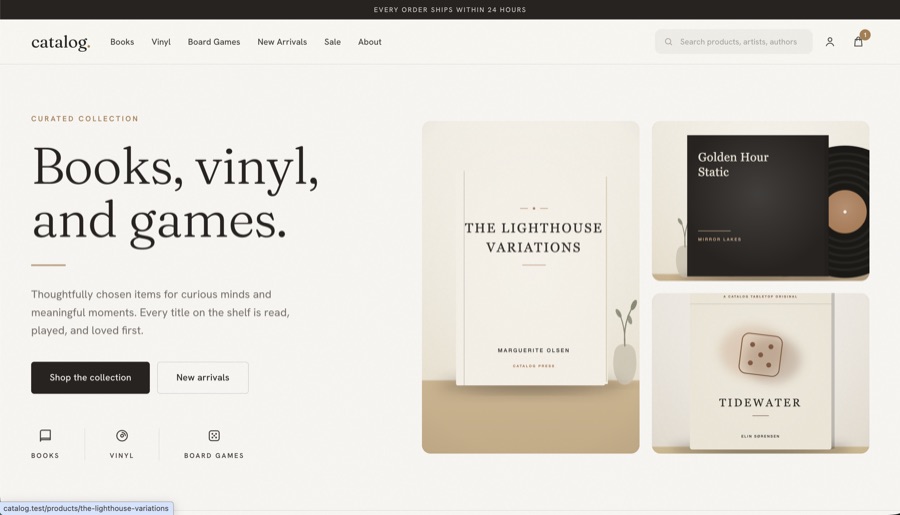 EVERY ORDER SHIPS WITHIN 24 HOURS
catalog.
Books
Vinyl
Board Games
New Arrivals
Sale
About
Search products, artists, authors
1
CURATED COLLECTION
Books, vinyl,
and games.
Thoughtfully chosen items for curious minds and
meaningful moments. Every title on the shelf is read,
played, and loved first.
Shop the collection
New arrivals
BOOKS
VINYL
BOARD GAMES
THE LIGHTHOUSE
VARIATIONS
MARGUERITE OLSEN
CATALOG PRESS
Golden Hour
Static
MIRROR LAKES
A CATALOG TABLETOP ORIGINAL
TIDEWATER
ELIN SØRENSEN
catalog.test/products/the-lighthouse-variations